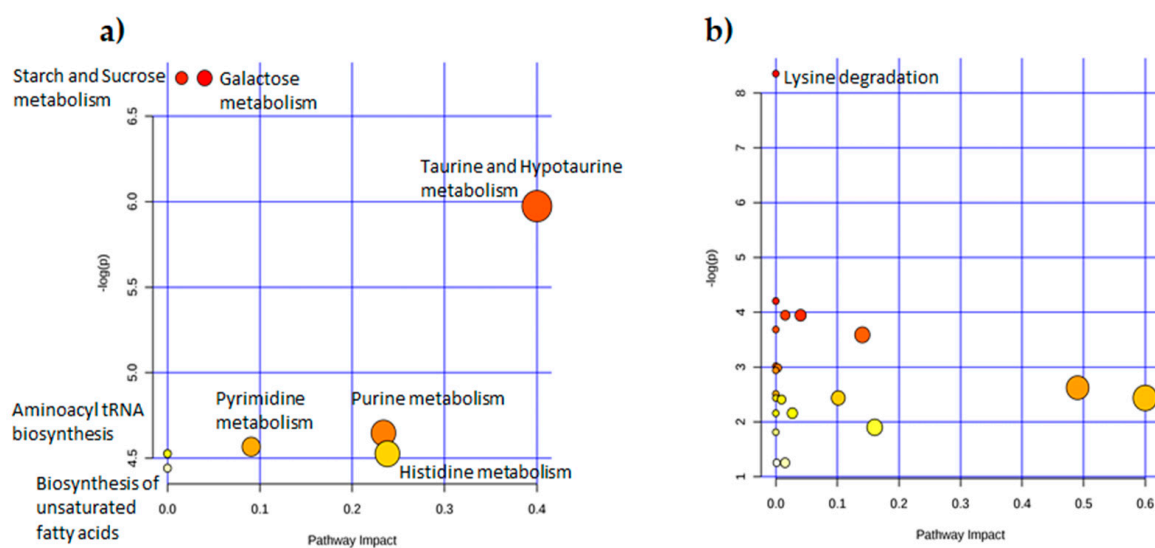 a)
Starch and Sucrose
metabolism
Galactose
metabolism
6.5
Taurine and Hypotaurine
metabolism
6.0
-log(p)
5.5
5.0
Aminoacyl tRNA
biosynthesis
Pyrimidine
metabolism
Purine metabolism
4.5
Histidine metabolism
Biosynthesis of
unsaturated
fatty acids
0.0 0.1 0.2 0.3 0.4
Pathway Impact
b)
Lysine degradation
8
7
6
5
-log(p)
4
3
2
1
0.0 0.1 0.2 0.3 0.4 0.5 0.6
Pathway Impact